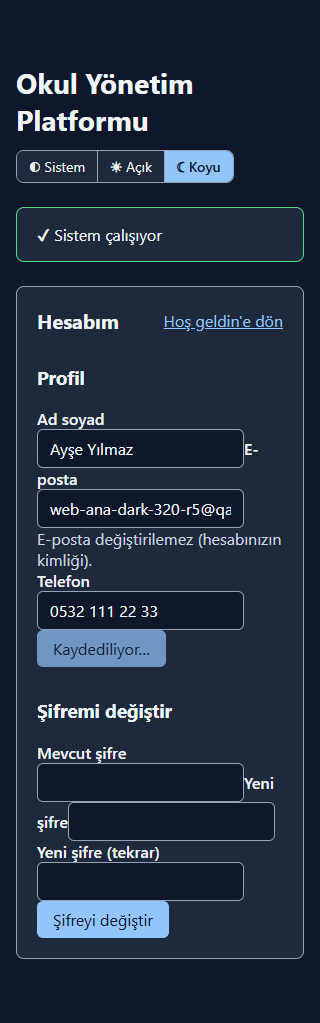 Okul Yönetim
Platformu
◐ Sistem
☀ Açık
☾ Koyu
✓ Sistem çalışıyor
Hesabım
Hoş geldin'e dön
Profil
Ad soyad
Ayşe Yılmaz
E-
posta
web-ana-dark-320-r5@qa
E-posta değiştirilemez (hesabınızın
kimliği).
Telefon
0532 111 22 33
Kaydediliyor...
Şifremi değiştir
Mevcut şifre
Yeni
şifre
Yeni şifre (tekrar)
Şifreyi değiştir